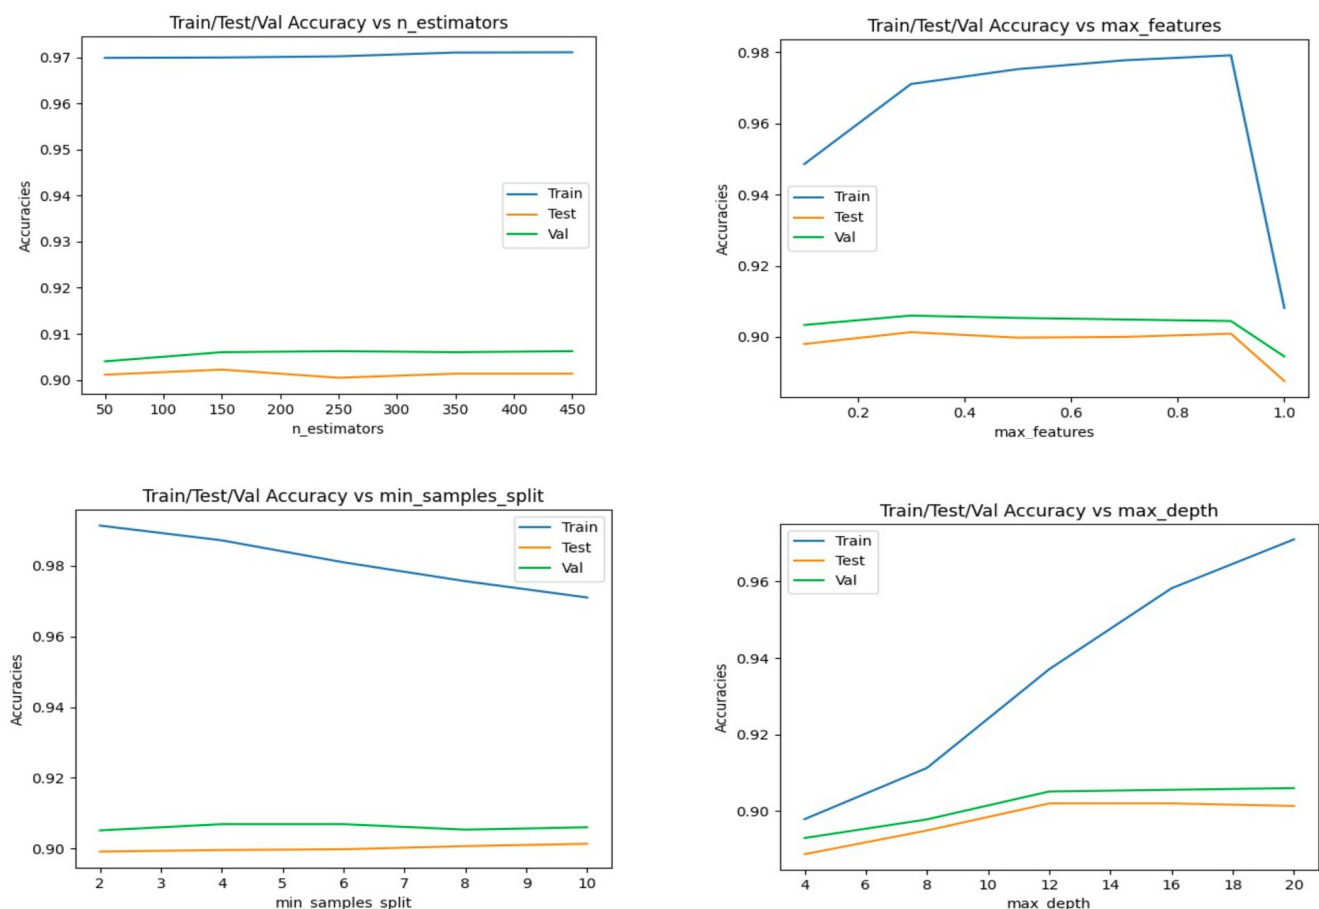 Train/Test/Val Accuracy vs n_estimators
0.97
0.96
0.95
0.94
0.93
0.92
0.91
0.90
Accuracies
Train
Test
Val
50 100 150 200 250 300 350 400 450
n_estimators
Train/Test/Val Accuracy vs max_features
0.98
0.96
0.94
0.92
0.90
Accuracies
Train
Test
Val
0.2 0.4 0.6 0.8 1.0
max_features
Train/Test/Val Accuracy vs min_samples_split
0.98
0.96
0.94
0.92
0.90
Accuracies
Train
Test
Val
2 3 4 5 6 7 8 9 10
min_samples_split
Train/Test/Val Accuracy vs max_depth
0.96
0.94
0.92
0.90
Accuracies
Train
Test
Val
4 6 8 10 12 14 16 18 20
max_depth